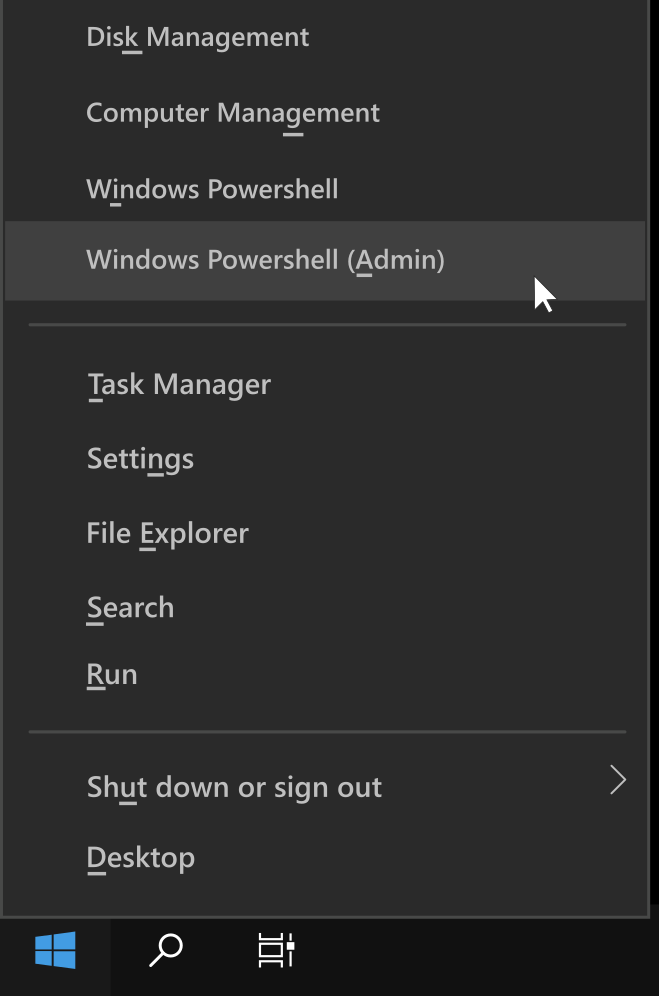 Disk Management
Computer Management
Windows Powershell
Windows Powershell (Admin)
Task Manager
Settings
File Explorer
Search
Run
Shut down or sign out
Desktop